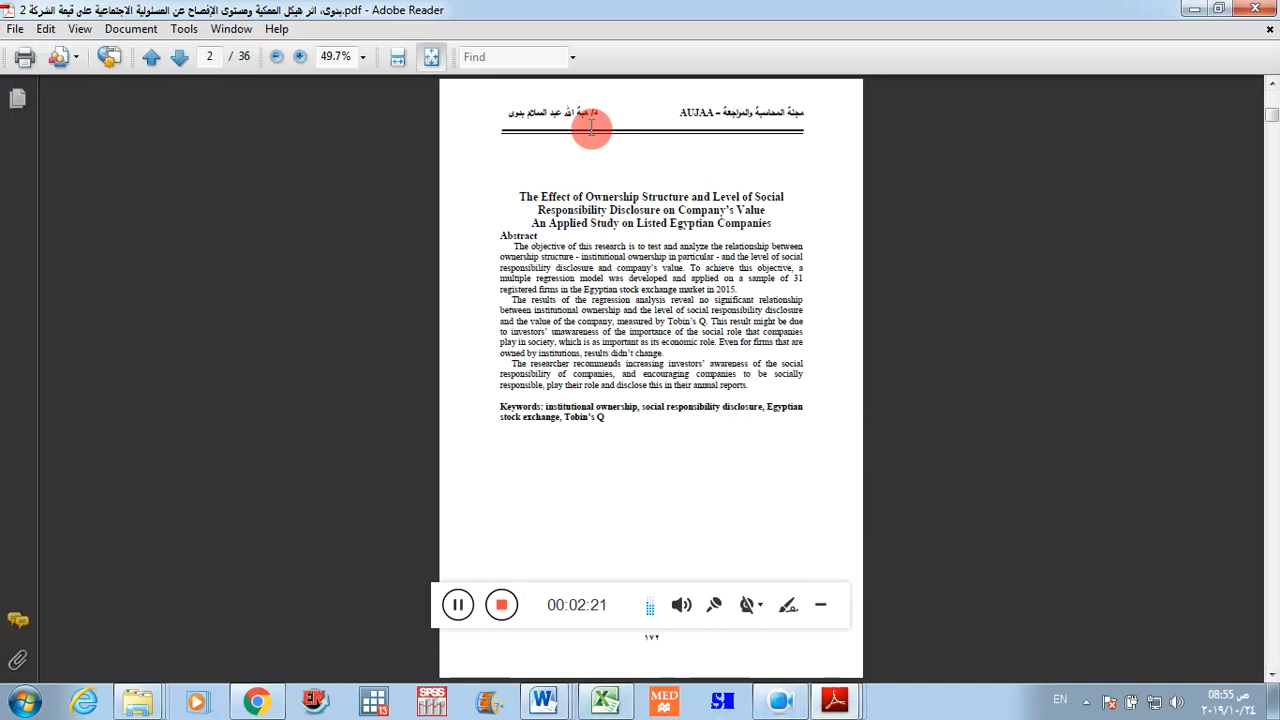 بدوى، اثر هيكل الممكية ومستوى الإفصاح عن المسئولية الاجتماعية على قيمة الشركة 2.pdf - Adobe Reader
File Edit View Document Tools Window Help
2 / 36 49.7% Find
د/ هبة الله عبد السلام بدوى
مجلة المحاسبة والمراجعة – AUJAA
The Effect of Ownership Structure and Level of Social
Responsibility Disclosure on Company's Value
An Applied Study on Listed Egyptian Companies
Abstract
The objective of this research is to test and analyze the relationship between
ownership structure - institutional ownership in particular - and the level of social
responsibility disclosure and company's value. To achieve this objective, a
multiple regression model was developed and applied on a sample of 31
registered firms in the Egyptian stock exchange market in 2015.
The results of the regression analysis reveal no significant relationship
between institutional ownership and the level of social responsibility disclosure
and the value of the company, measured by Tobin's Q. This result might be due
to investors' unawareness of the importance of the social role that companies
play in society, which is as important as its economic role. Even for firms that are
owned by institutions, results didn't change.
The researcher recommends increasing investors' awareness of the social
responsibility of companies, and encouraging companies to be socially
responsible, play their role and disclose this in their annual reports.
Keywords: institutional ownership, social responsibility disclosure, Egyptian
stock exchange, Tobin's Q
00:02:21
١٧٢
13
SPSS
MED
EN
08:55 ص
٢٠١٩/١٠/٢٤